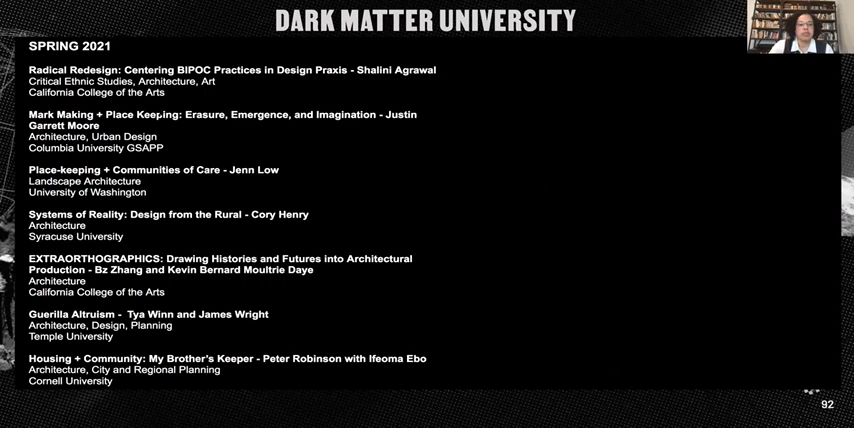 DARK MATTER UNIVERSITY
SPRING 2021
Radical Redesign: Centering BIPOC Practices in Design Praxis - Shalini Agrawal
Critical Ethnic Studies, Architecture, Art
California College of the Arts
Mark Making + Place Keeping: Erasure, Emergence, and Imagination - Justin
Garrett Moore
Architecture, Urban Design
Columbia University GSAPP
Place-keeping + Communities of Care - Jenn Low
Landscape Architecture
University of Washington
Systems of Reality: Design from the Rural - Cory Henry
Architecture
Syracuse University
EXTRAORTHOGRAPHICS: Drawing Histories and Futures into Architectural
Production - Bz Zhang and Kevin Bernard Moultrie Daye
Architecture
California College of the Arts
Guerilla Altruism - Tya Winn and James Wright
Architecture, Design, Planning
Temple University
Housing + Community: My Brother's Keeper - Peter Robinson with Ifeoma Ebo
Architecture, City and Regional Planning
Cornell University
92